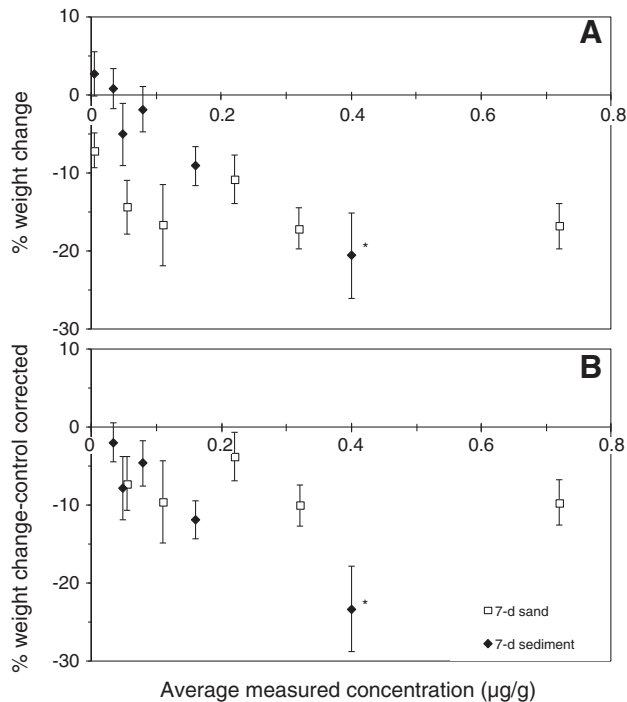 A
10
0
-10
-20
-30
% weight change
0 0.2 0.4 0.6 0.8
*
B
10
0
-10
-20
-30
% weight change-control corrected
0 0.2 0.4 0.6 0.8
*
7-d sand
7-d sediment
Average measured concentration (µg/g)